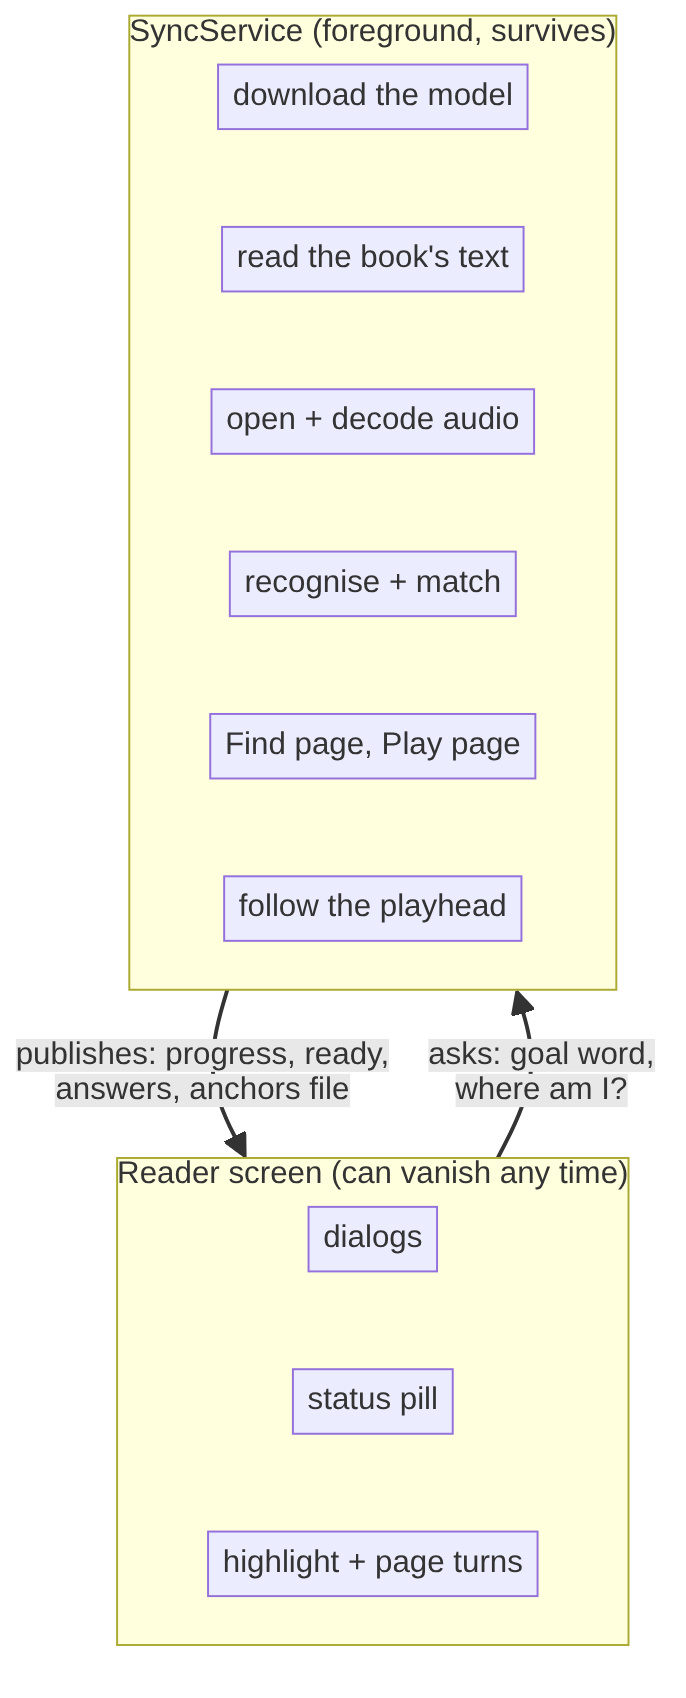 SyncService (foreground, survives)
download the model
read the book's text
open + decode audio
recognise + match
Find page, Play page
follow the playhead
publishes: progress, ready,
answers, anchors file
asks: goal word,
where am I?
Reader screen (can vanish any time)
dialogs
status pill
highlight + page turns